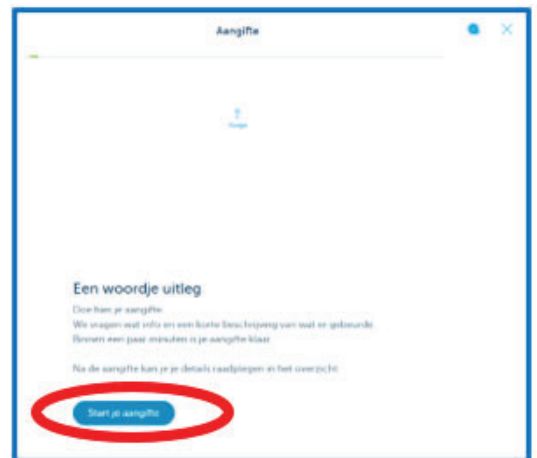 Aangifte
Een woordje uitleg
Doe hier je aangifte.
We vragen wat info en een korte beschrijving van wat er gebeurde.
Binnen een paar minuten is je aangifte klaar.
Na de aangifte kan je je details raadplegen in het overzicht.
Start je aangifte